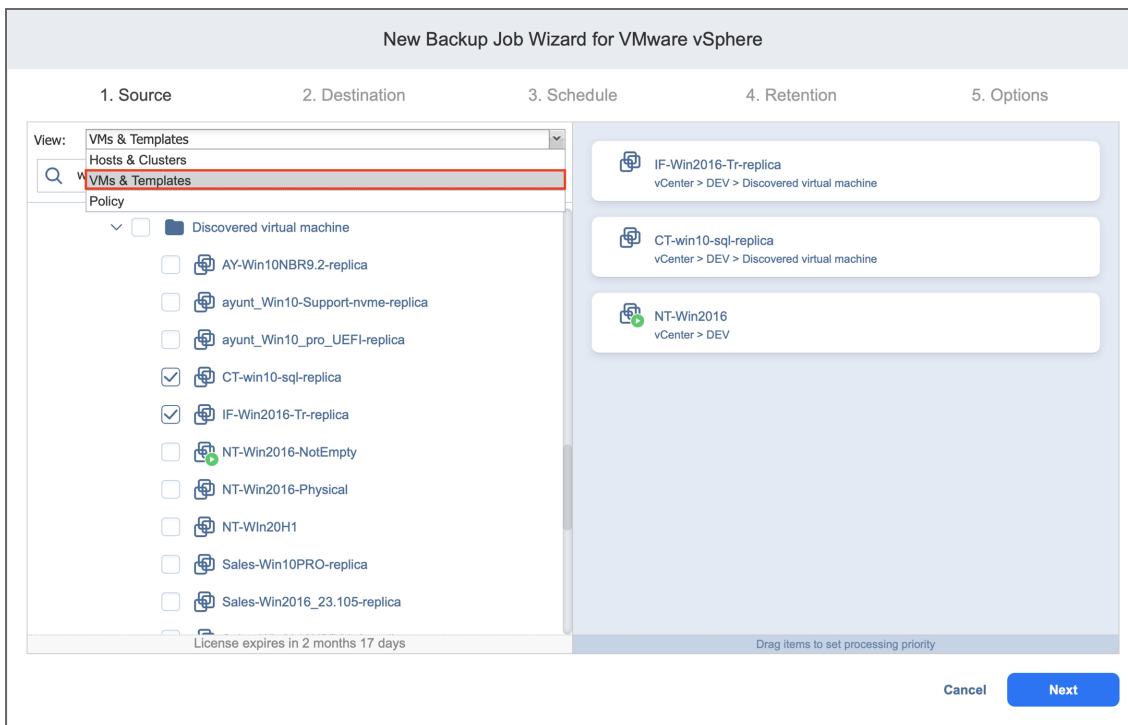 New Backup Job Wizard for VMware vSphere
1. Source
2. Destination
3. Schedule
4. Retention
5. Options
View:
VMs & Templates
Hosts & Clusters
VMs & Templates
Policy
Discovered virtual machine
AY-Win10NBR9.2-replica
ayunt_Win10-Support-nvme-replica
ayunt_Win10_pro_UEFI-replica
CT-win10-sql-replica
IF-Win2016-Tr-replica
NT-Win2016-NotEmpty
NT-Win2016-Physical
NT-WIn20H1
Sales-Win10PRO-replica
Sales-Win2016_23.105-replica
License expires in 2 months 17 days
IF-Win2016-Tr-replica
vCenter > DEV > Discovered virtual machine
CT-win10-sql-replica
vCenter > DEV > Discovered virtual machine
NT-Win2016
vCenter > DEV
Drag items to set processing priority
Cancel
Next